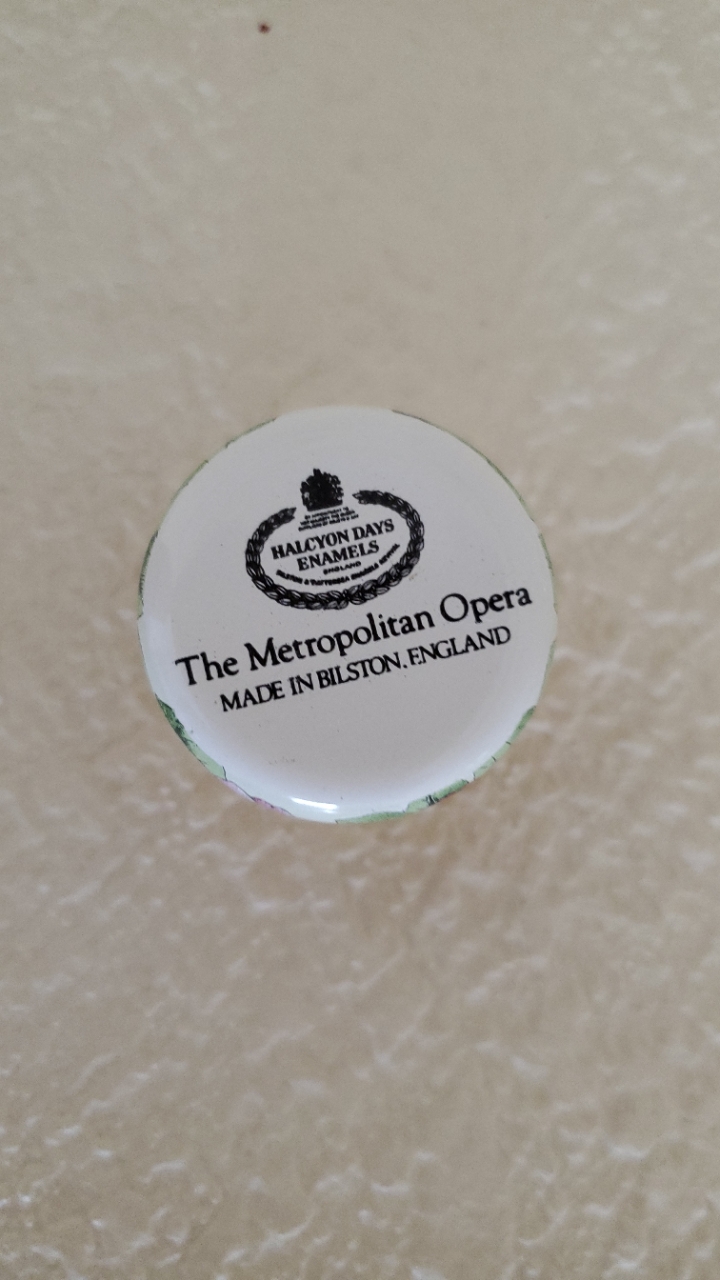 HALCYON DAYS
ENAMELS
ENGLAND
The Metropolitan Opera
MADE IN BILSTON, ENGLAND